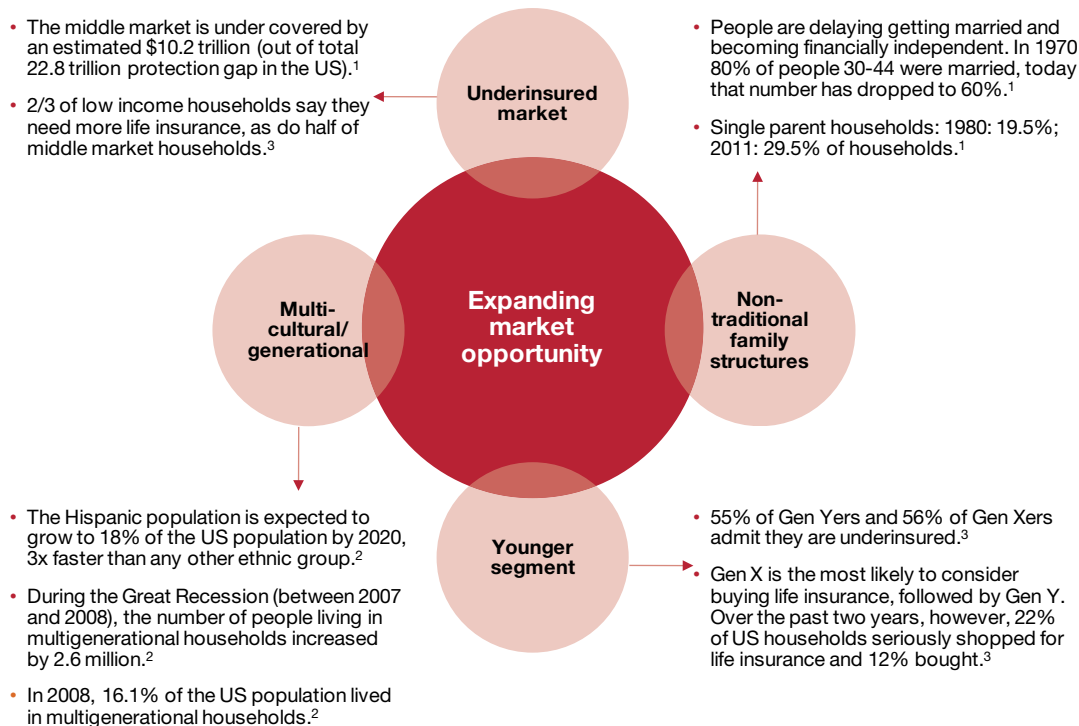 • The middle market is under covered by
an estimated $10.2 trillion (out of total
22.8 trillion protection gap in the US).¹
• 2/3 of low income households say they
need more life insurance, as do half of
middle market households.³
Underinsured
market
• People are delaying getting married and
becoming financially independent. In 1970
80% of people 30-44 were married, today
that number has dropped to 60%.¹
• Single parent households: 1980: 19.5%;
2011: 29.5% of households.¹
Multi-
cultural/
generational
Expanding
market
opportunity
Non-
traditional
family
structures
• The Hispanic population is expected to
grow to 18% of the US population by 2020,
3x faster than any other ethnic group.²
• During the Great Recession (between 2007
and 2008), the number of people living in
multigenerational households increased
by 2.6 million.²
• In 2008, 16.1% of the US population lived
in multigenerational households.²
Younger
segment
• 55% of Gen Yers and 56% of Gen Xers
admit they are underinsured.³
• Gen X is the most likely to consider
buying life insurance, followed by Gen Y.
Over the past two years, however, 22%
of US households seriously shopped for
life insurance and 12% bought.³